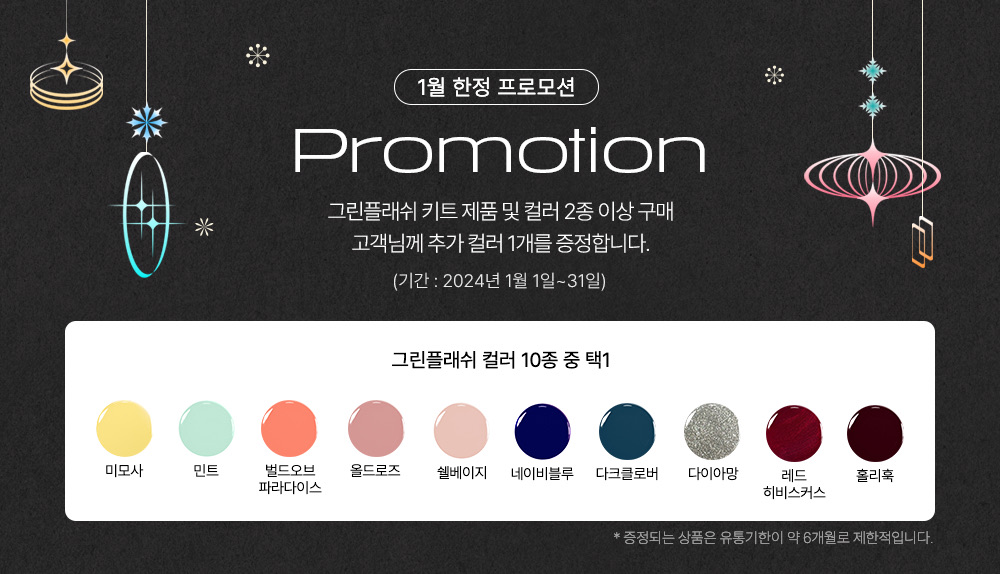 1월 한정 프로모션
Promotion
그린플래쉬 키트 제품 및 컬러 2종 이상 구매
고객님께 추가 컬러 1개를 증정합니다.
(기간 : 2024년 1월 1일~31일)
그린플래쉬 컬러 10종 중 택1
미모사
민트
벌드오브
파라다이스
올드로즈
쉘베이지
네이비블루
다크클로버
다이아망
레드
히비스커스
홀리훅
* 증정되는 상품은 유통기한이 약 6개월로 제한적입니다.